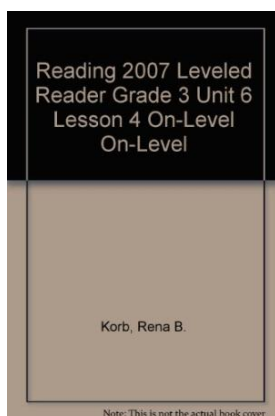 Reading 2007 Leveled
Reader Grade 3 Unit 6
Lesson 4 On-Level
On-Level
Korb, Rena B.
Note: This is not the actual book cover